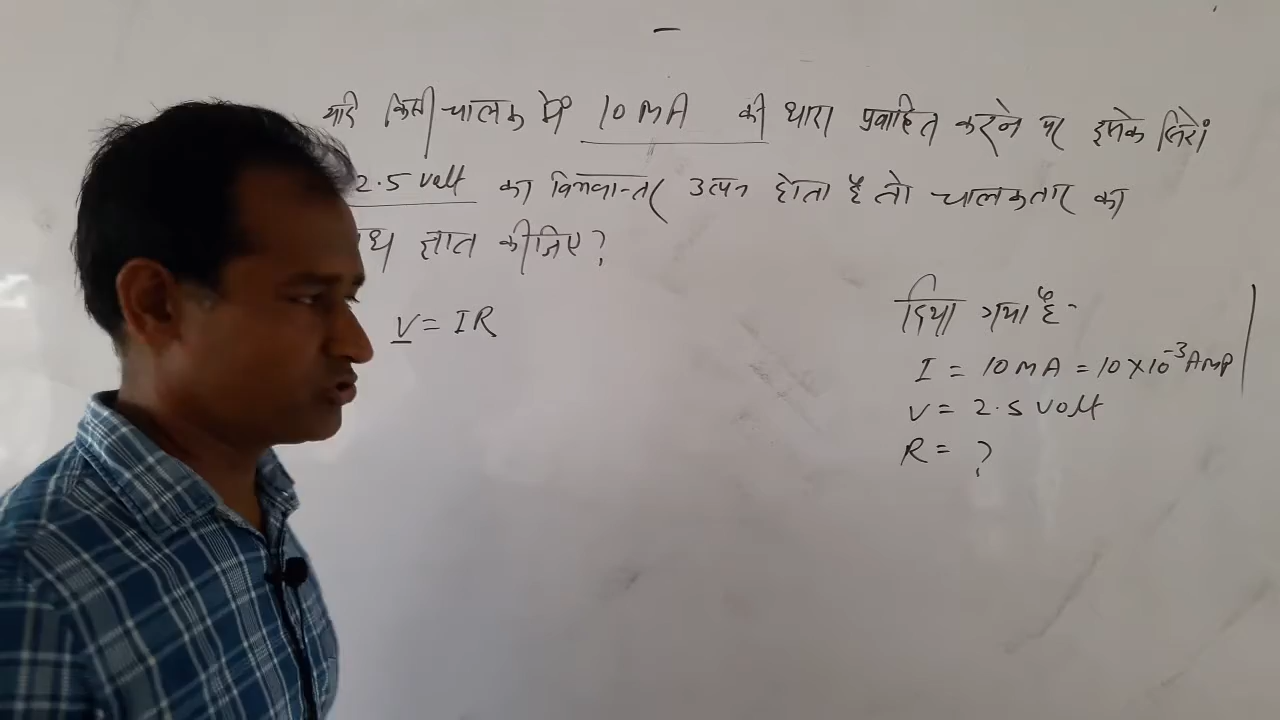 यदि किसी चालक में 10 mA की धारा प्रवाहित करने पर इसके सिरों
2.5 volt का विभवान्तर उत्पन्न होता है तो चालकतार का
ज्ञात कीजिए?
V = IR
दिया गया है-
I = 10 mA = 10 × 10⁻³ Amp
V = 2.5 volt
R = ?